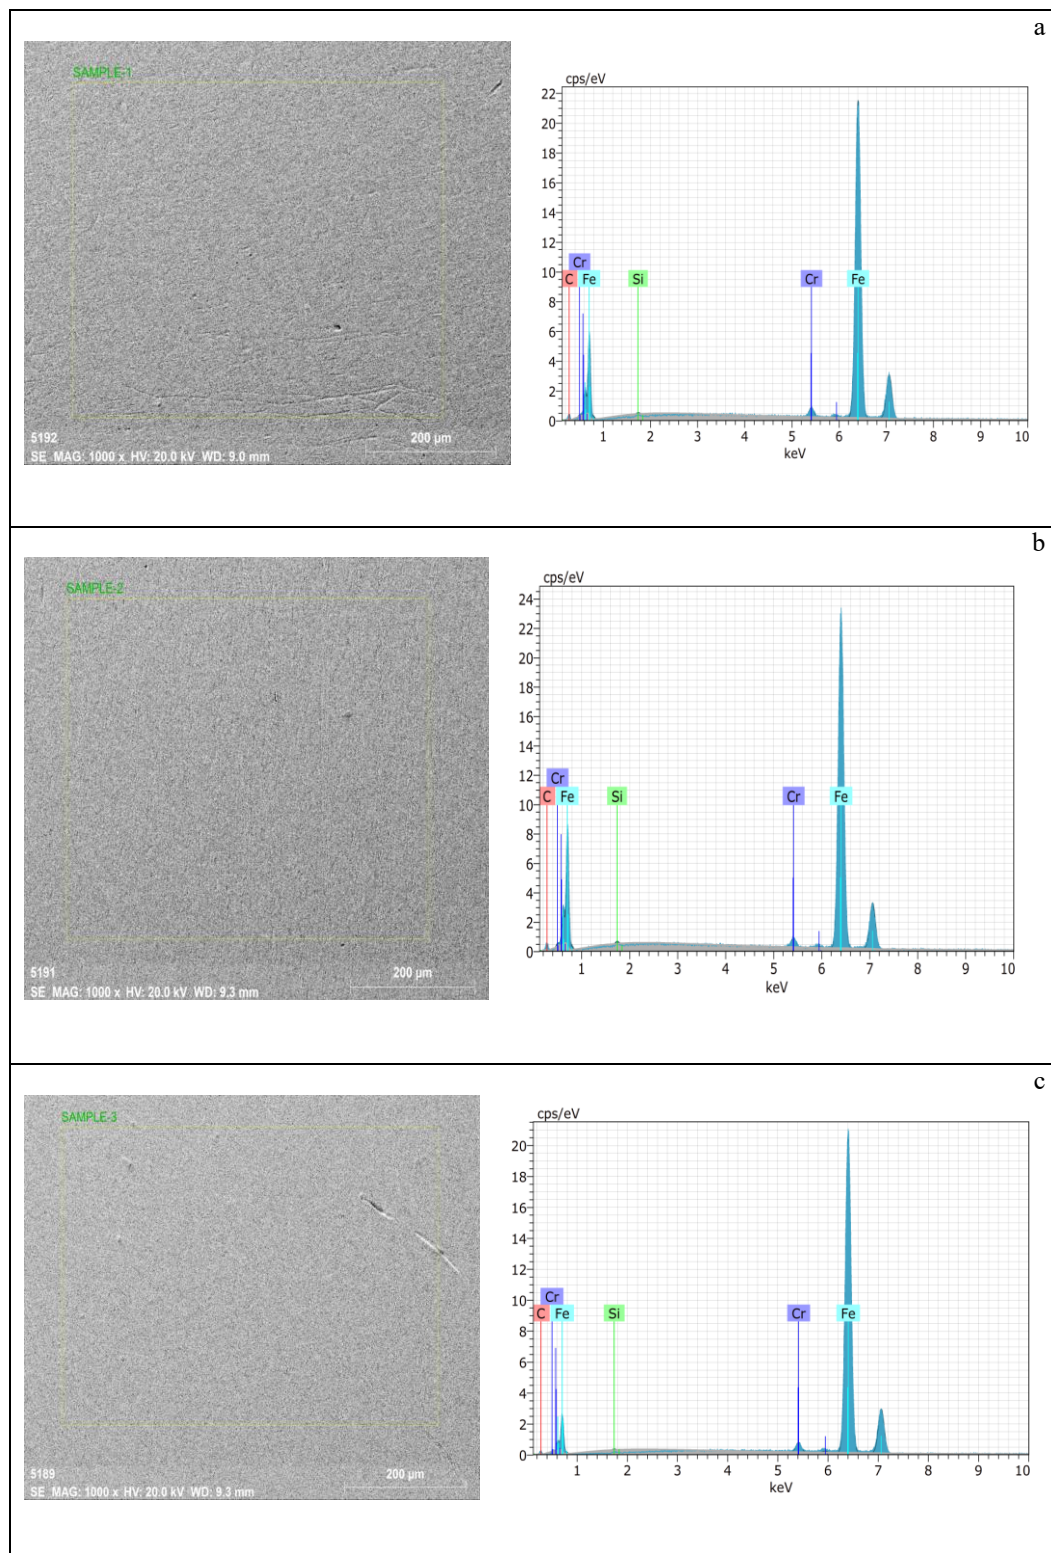 a
SAMPLE-1
5192
200 µm
SE MAG: 1000 x HV: 20.0 kV WD: 9.0 mm
cps/eV
22
20
18
16
14
12
10
8
6
4
2
0
Cr
C Fe Si Cr Fe
1 2 3 4 5 6 7 8 9 10
keV
b
SAMPLE-2
5191
200 µm
SE MAG: 1000 x HV: 20.0 kV WD: 9.3 mm
cps/eV
24
22
20
18
16
14
12
10
8
6
4
2
0
Cr
C Fe Si Cr Fe
1 2 3 4 5 6 7 8 9 10
keV
c
SAMPLE-3
5189
200 µm
SE MAG: 1000 x HV: 20.0 kV WD: 9.3 mm
cps/eV
20
18
16
14
12
10
8
6
4
2
0
Cr
C Fe Si Cr Fe
1 2 3 4 5 6 7 8 9 10
keV